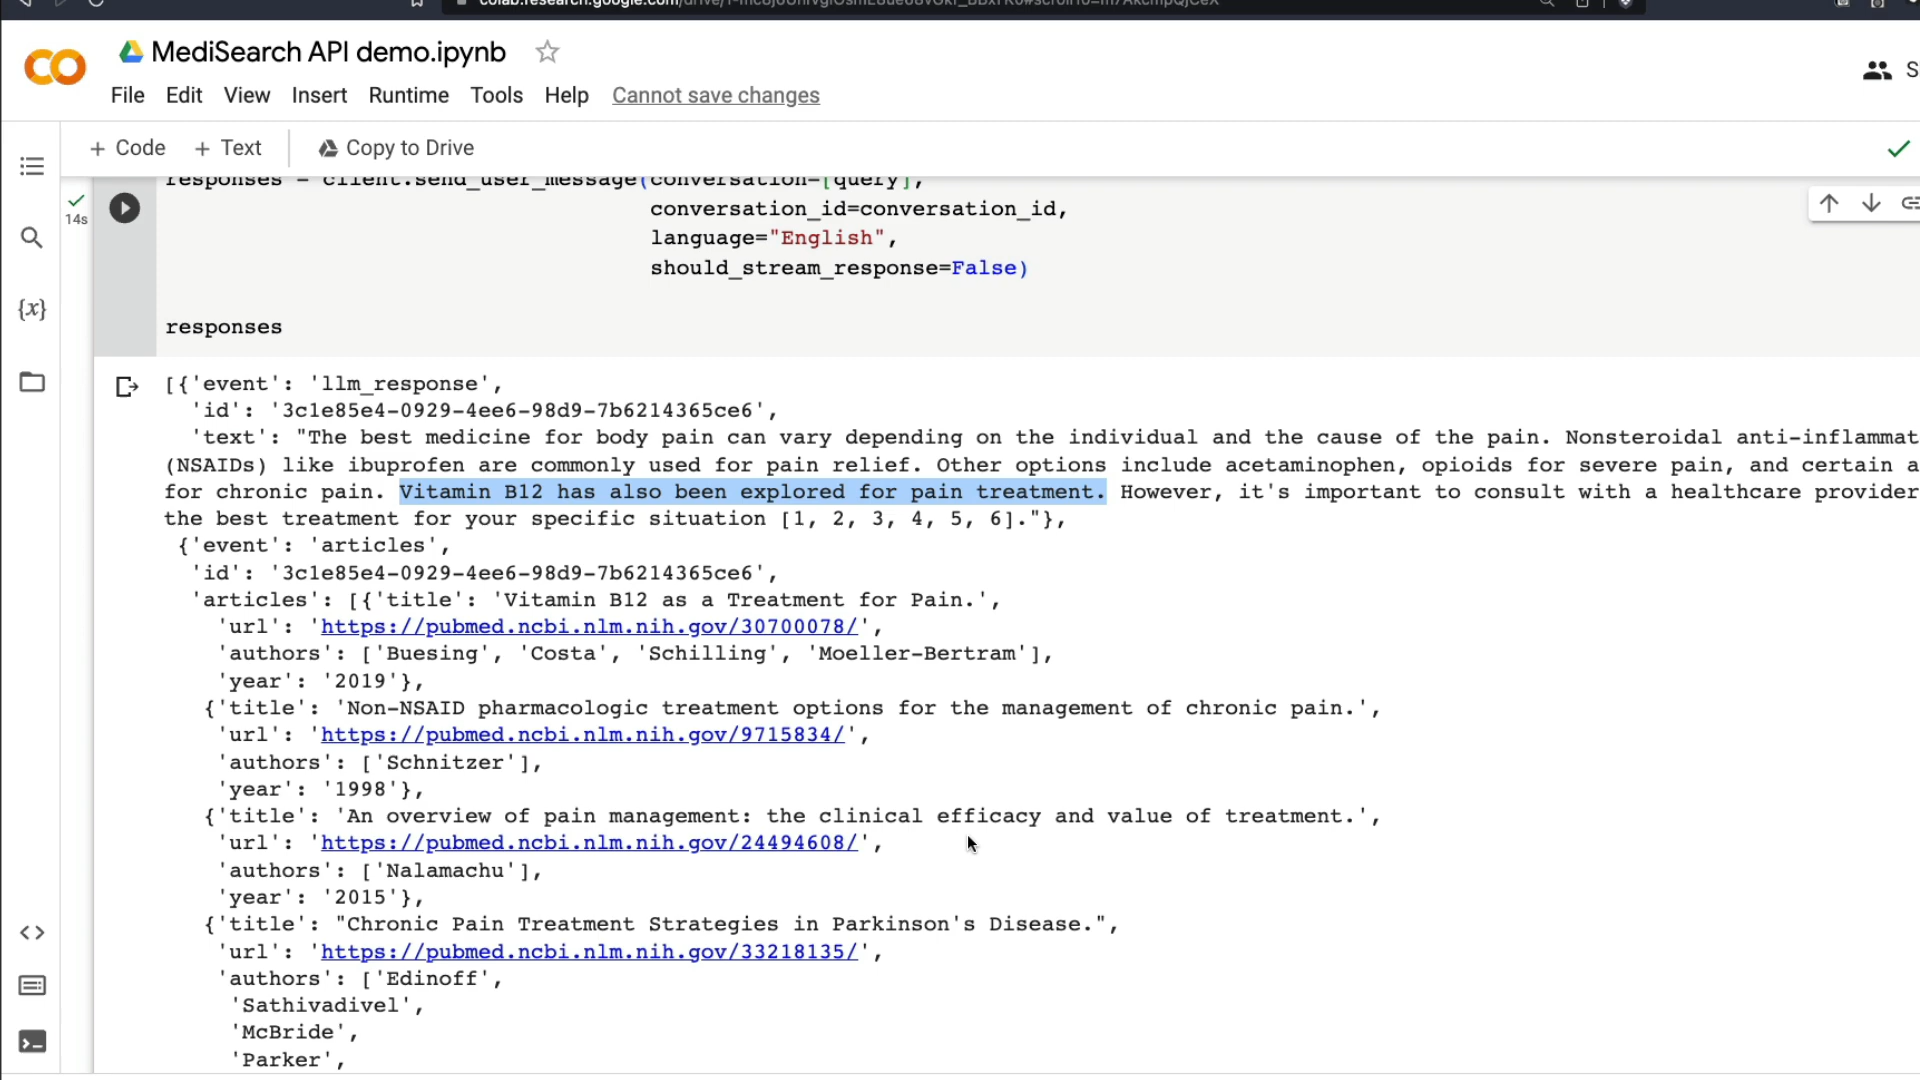 MediSearch API demo.ipynb
File Edit View Insert Runtime Tools Help Cannot save changes
+ Code + Text Copy to Drive
14s
responses = client.send_user_message(conversation=[query],
conversation_id=conversation_id,
language="English",
should_stream_response=False)
responses
[{'event': 'llm_response',
'id': '3c1e85e4-0929-4ee6-98d9-7b6214365ce6',
'text': "The best medicine for body pain can vary depending on the individual and the cause of the pain. Nonsteroidal anti-inflammat
(NSAIDs) like ibuprofen are commonly used for pain relief. Other options include acetaminophen, opioids for severe pain, and certain a
for chronic pain. Vitamin B12 has also been explored for pain treatment. However, it's important to consult with a healthcare provider
the best treatment for your specific situation [1, 2, 3, 4, 5, 6]."},
{'event': 'articles',
'id': '3c1e85e4-0929-4ee6-98d9-7b6214365ce6',
'articles': [{'title': 'Vitamin B12 as a Treatment for Pain.',
'url': 'https://pubmed.ncbi.nlm.nih.gov/30700078/',
'authors': ['Buesing', 'Costa', 'Schilling', 'Moeller-Bertram'],
'year': '2019'},
{'title': 'Non-NSAID pharmacologic treatment options for the management of chronic pain.',
'url': 'https://pubmed.ncbi.nlm.nih.gov/9715834/',
'authors': ['Schnitzer'],
'year': '1998'},
{'title': 'An overview of pain management: the clinical efficacy and value of treatment.',
'url': 'https://pubmed.ncbi.nlm.nih.gov/24494608/',
'authors': ['Nalamachu'],
'year': '2015'},
{'title': "Chronic Pain Treatment Strategies in Parkinson's Disease.",
'url': 'https://pubmed.ncbi.nlm.nih.gov/33218135/',
'authors': ['Edinoff',
'Sathivadivel',
'McBride',
'Parker',